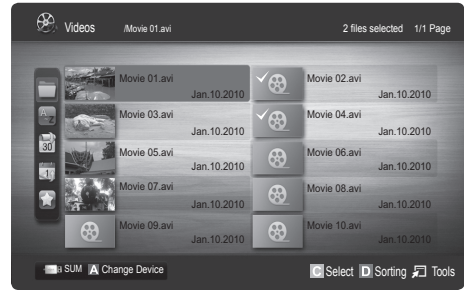 Videos /Movie 01.avi 2 files selected 1/1 Page
Movie 01.avi Movie 02.avi
Jan.10.2010 Jan.10.2010
Movie 03.avi Movie 04.avi
Jan.10.2010 Jan.10.2010
30
Movie 05.avi Movie 06.avi
Jan.10.2010 Jan.10.2010
1
Movie 07.avi Movie 08.avi
Jan.10.2010 Jan.10.2010
Movie 09.avi Movie 10.avi
Jan.10.2010 Jan.10.2010
SUM A Change Device C Select D Sorting Tools